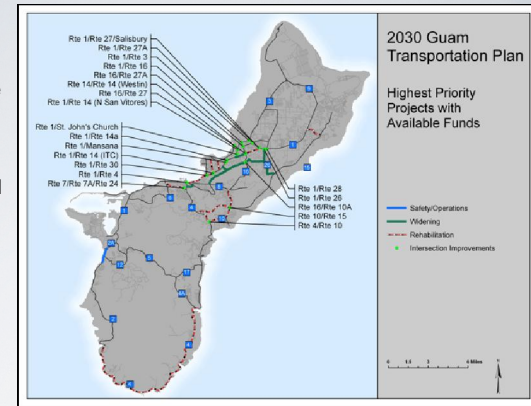 2030 Guam
Transportation Plan
Highest Priority
Projects with
Available Funds
Rte 1/Rte 27/Salisbury
Rte 1/Rte 27A
Rte 1/Rte 3
Rte 1/Rte 16
Rte 16/Rte 27A
Rte 14/Rte 14 (Westin)
Rte 16/Rte 27
Rte 1/Rte 14 (N San Vitores)
Rte 1/St. John's Church
Rte 1/Rte 14a
Rte 1/Mansana
Rte 1/Rte 14 (ITC)
Rte 1/Rte 30
Rte 1/Rte 4
Rte 7/Rte 7A/Rte 24
Rte 1/Rte 28
Rte 1/Rte 26
Rte 16/Rte 10A
Rte 10/Rte 15
Rte 4/Rte 10
Safety/Operations
Widening
Rehabilitation
Intersection Improvements